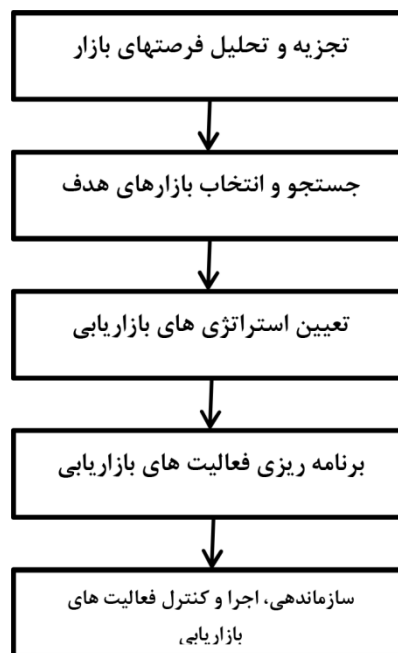 تجزیه و تحلیل فرصتهای بازار
جستجو و انتخاب بازارهای هدف
تعیین استراتژی های بازاریابی
برنامه ریزی فعالیت های بازاریابی
سازماندهی، اجرا و کنترل فعالیت های
بازاریابی